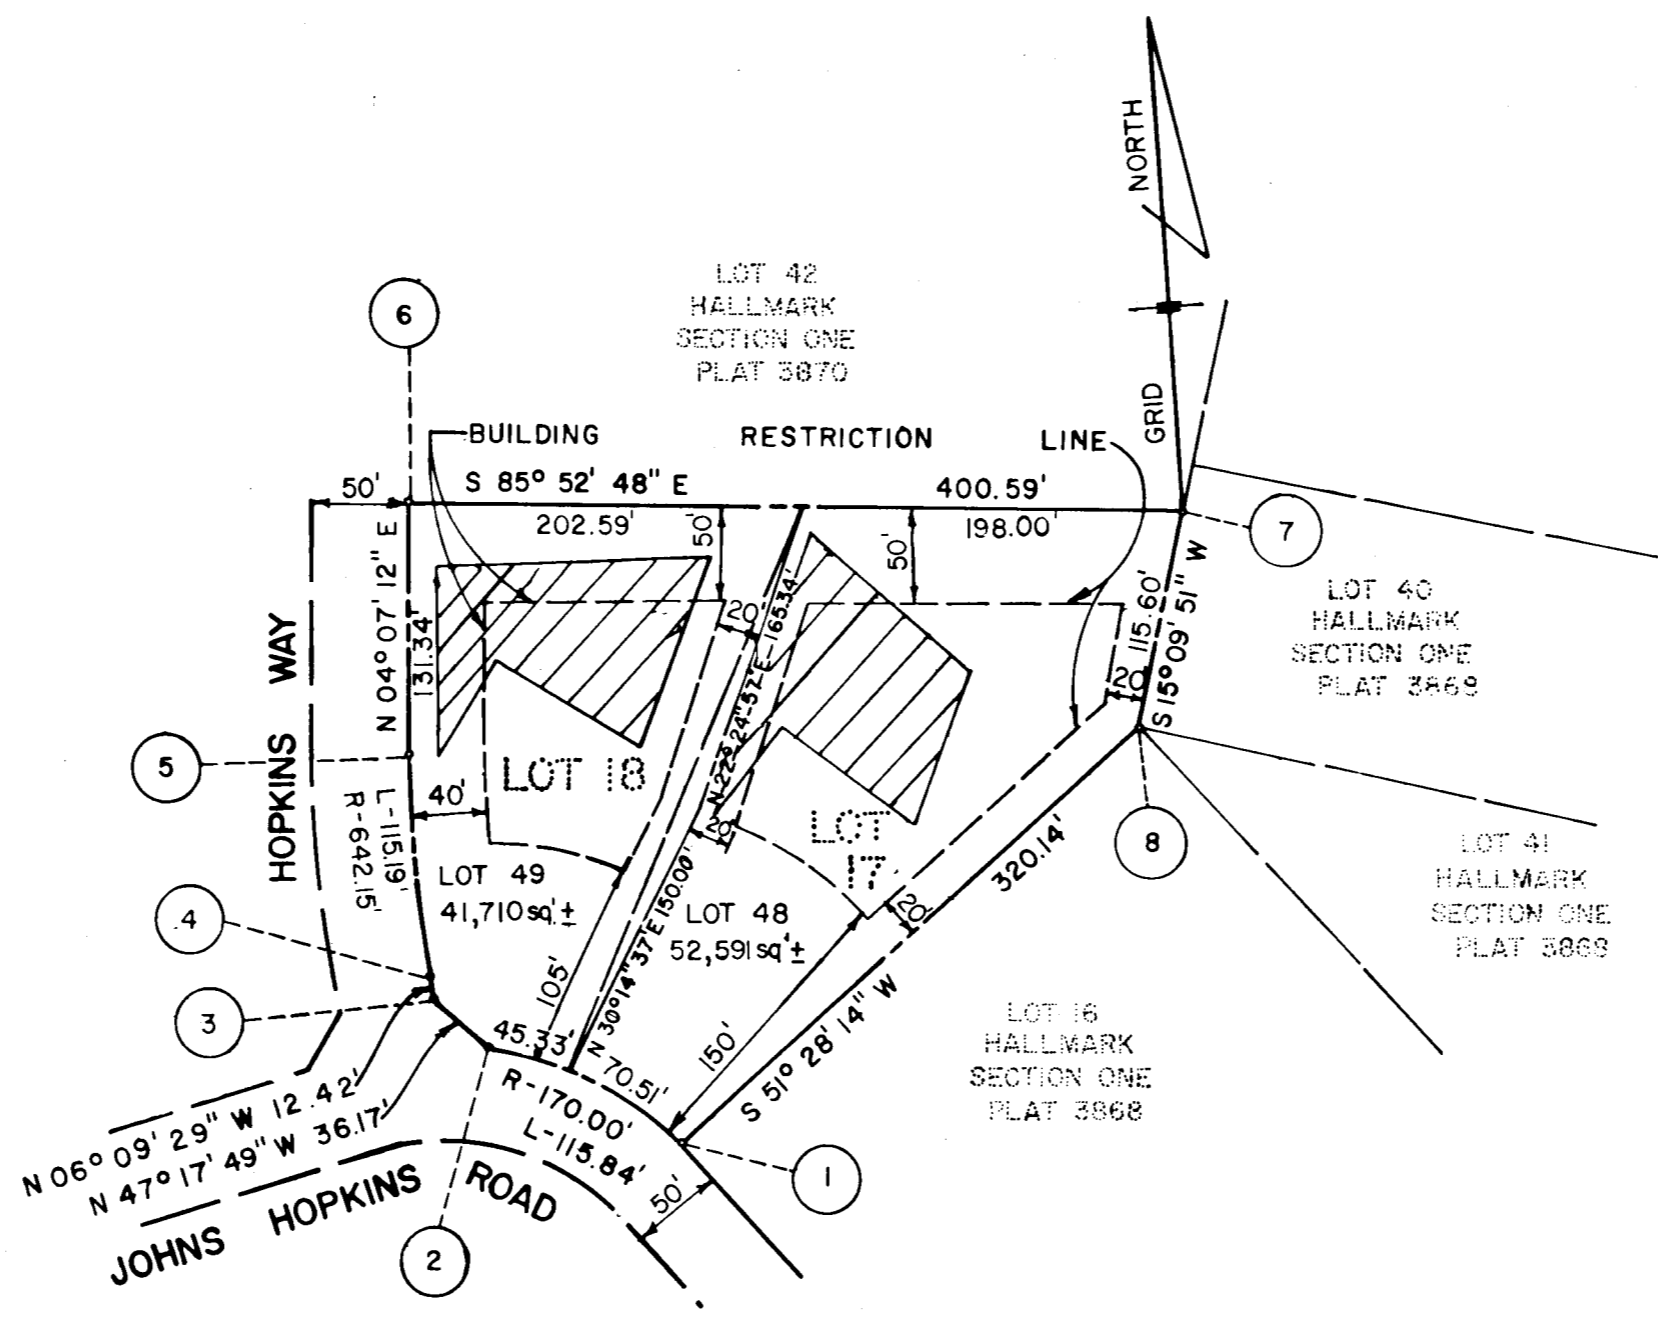 NORTH
GRID
LOT 42
HALLMARK
SECTION ONE
PLAT 3870
6
BUILDING RESTRICTION LINE
50'
S 85° 52' 48" E
400.59'
202.59'
198.00'
50'
50'
7
N 04° 07' 12" E
131.34'
HOPKINS WAY
20'
N 22° 24" 57" E 165.34'
115.60'
S 15° 09' 51" W
20'
LOT 40
HALLMARK
SECTION ONE
PLAT 3869
5
LOT 18
40'
L-115.19'
R-642.15'
20'
LOT
17
8
320.14'
LOT 41
HALLMARK
SECTION ONE
PLAT 3868
LOT 49
41,710 sq'±
LOT 48
52,591 sq'±
20'
4
3
105'
N 30° 14" 37" E 150.00'
150'
S 51° 28' 14" W
LOT 16
HALLMARK
SECTION ONE
PLAT 3868
45.33'
70.51'
R-170.00'
L-115.84'
N 06° 09' 29" W 12.42'
N 47° 17' 49" W 36.17'
JOHNS HOPKINS ROAD
50'
1
2